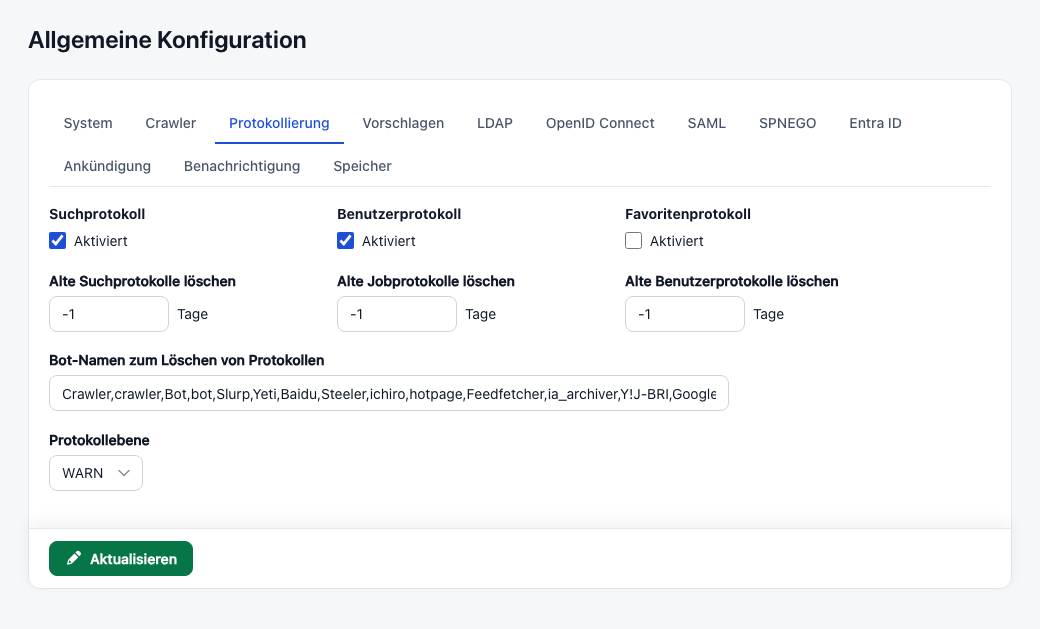 Allgemeine Konfiguration
System Crawler Protokollierung Vorschlagen LDAP OpenID Connect SAML SPNEGO Entra ID
Ankündigung Benachrichtigung Speicher
Suchprotokoll Benutzerprotokoll Favoritenprotokoll
Aktiviert Aktiviert Aktiviert
Alte Suchprotokolle löschen Alte Jobprotokolle löschen Alte Benutzerprotokolle löschen
-1 Tage -1 Tage -1 Tage
Bot-Namen zum Löschen von Protokollen
Crawler,crawler,Bot,bot,Slurp,Yeti,Baidu,Steeler,ichiro,hotpage,Feedfetcher,ia_archiver,Y!J-BRI,Google
Protokollebene
WARN
Aktualisieren